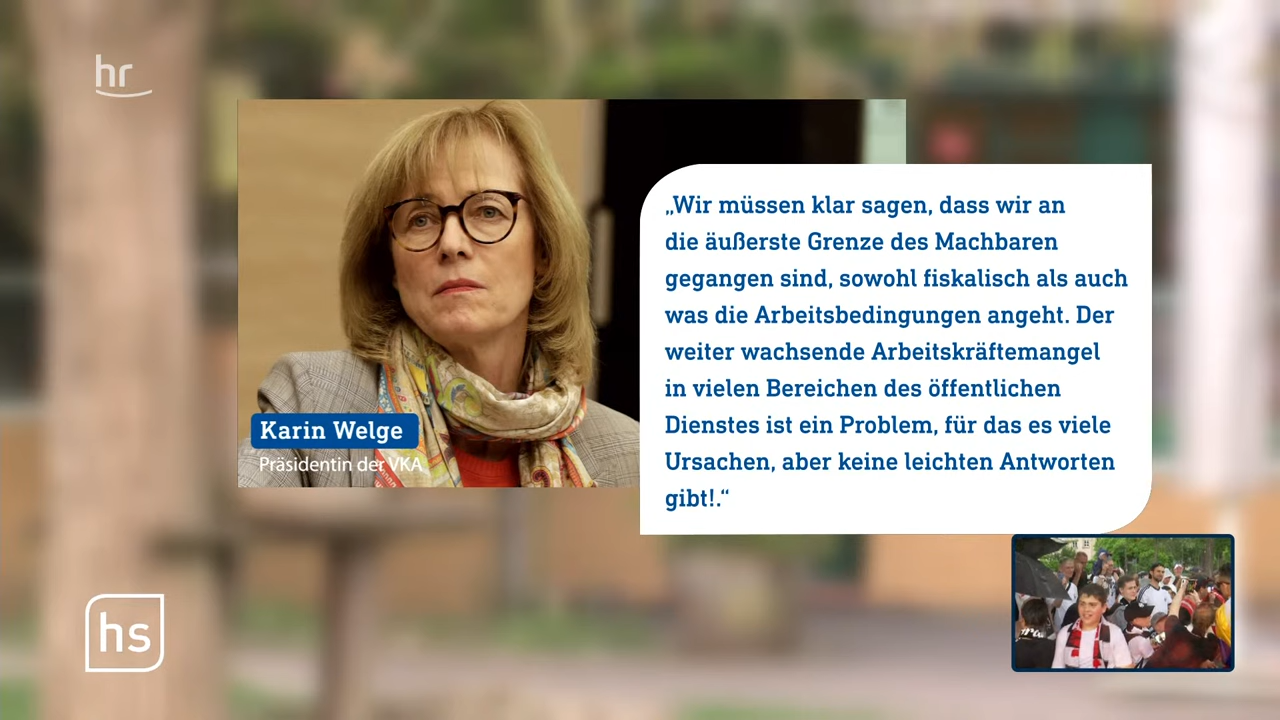 hr
„Wir müssen klar sagen, dass wir an
die äußerste Grenze des Machbaren
gegangen sind, sowohl fiskalisch als auch
was die Arbeitsbedingungen angeht. Der
weiter wachsende Arbeitskräftemangel
in vielen Bereichen des öffentlichen
Dienstes ist ein Problem, für das es viele
Ursachen, aber keine leichten Antworten
gibt!.“
Karin Welge
Präsidentin der VKA
hs